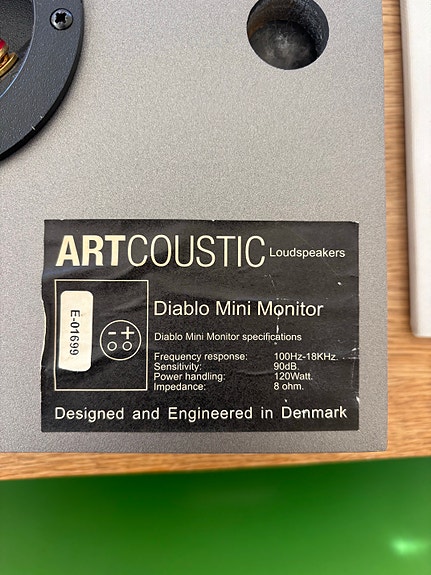 ARTCOUSTIC Loudspeakers
E-01699
- +
Diablo Mini Monitor
Diablo Mini Monitor specifications
Frequency response: 100Hz-18KHz.
Sensitivity: 90dB.
Power handling: 120Watt.
Impedance: 8 ohm.
Designed and Engineered in Denmark